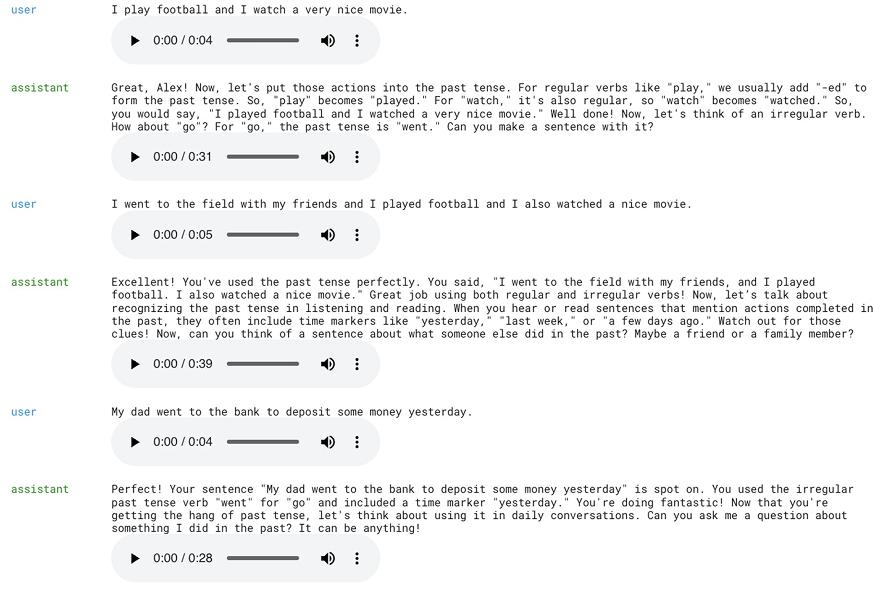 user I play football and I watch a very nice movie.
0:00 / 0:04
assistant Great, Alex! Now, let's put those actions into the past tense. For regular verbs like "play," we usually add "-ed" to
form the past tense. So, "play" becomes "played." For "watch," it's also regular, so "watch" becomes "watched." So,
you would say, "I played football and I watched a very nice movie." Well done! Now, let's think of an irregular verb.
How about "go"? For "go," the past tense is "went." Can you make a sentence with it?
0:00 / 0:31
user I went to the field with my friends and I played football and I also watched a nice movie.
0:00 / 0:05
assistant Excellent! You've used the past tense perfectly. You said, "I went to the field with my friends, and I played
football. I also watched a nice movie." Great job using both regular and irregular verbs! Now, let's talk about
recognizing the past tense in listening and reading. When you hear or read sentences that mention actions completed in
the past, they often include time markers like "yesterday," "last week," or "a few days ago." Watch out for those
clues! Now, can you think of a sentence about what someone else did in the past? Maybe a friend or a family member?
0:00 / 0:39
user My dad went to the bank to deposit some money yesterday.
0:00 / 0:04
assistant Perfect! Your sentence "My dad went to the bank to deposit some money yesterday" is spot on. You used the irregular
past tense verb "went" for "go" and included a time marker "yesterday." You're doing fantastic! Now that you're
getting the hang of past tense, let's think about using it in daily conversations. Can you ask me a question about
something I did in the past? It can be anything!
0:00 / 0:28